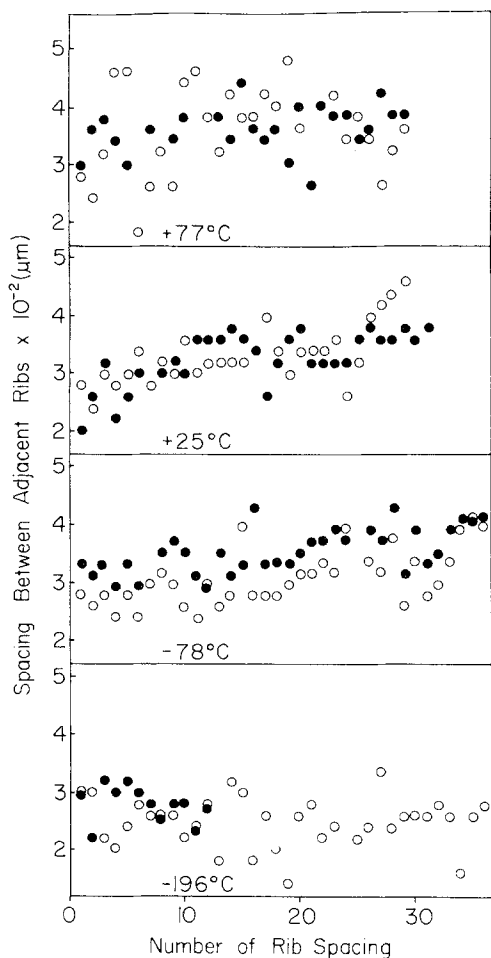 5
4
3
2
+77°C
5
4
3
2
+25°C
5
4
3
2
-78°C
5
4
3
2
-196°C
0 10 20 30
Number of Rib Spacing
Spacing Between Adjacent Ribs x 10⁻² (μm)